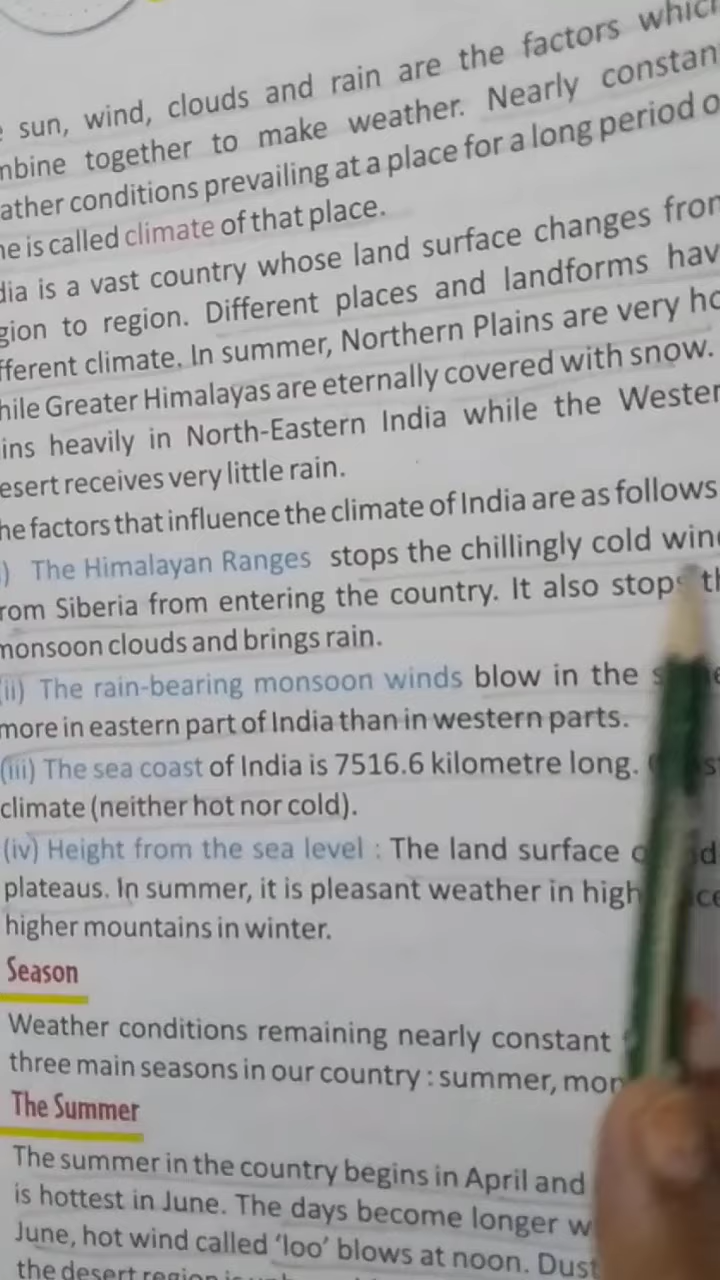 sun, wind, clouds and rain are the factors which
mbine together to make weather. Nearly constan
ather conditions prevailing at a place for a long period o
me is called climate of that place.
dia is a vast country whose land surface changes from
gion to region. Different places and landforms hav
fferent climate. In summer, Northern Plains are very ho
hile Greater Himalayas are eternally covered with snow.
ins heavily in North-Eastern India while the Wester
esert receives very little rain.
he factors that influence the climate of India are as follows
) The Himalayan Ranges stops the chillingly cold wind
rom Siberia from entering the country. It also stops th
monsoon clouds and brings rain.
(ii) The rain-bearing monsoon winds blow in the
more in eastern part of India than in western parts.
(iii) The sea coast of India is 7516.6 kilometre long.
climate (neither hot nor cold).
(iv) Height from the sea level : The land surface
plateaus. In summer, it is pleasant weather in high
higher mountains in winter.
Season
Weather conditions remaining nearly constant
three main seasons in our country : summer, mon
The Summer
The summer in the country begins in April and
is hottest in June. The days become longer w
June, hot wind called 'loo' blows at noon. Dust
the desert region is